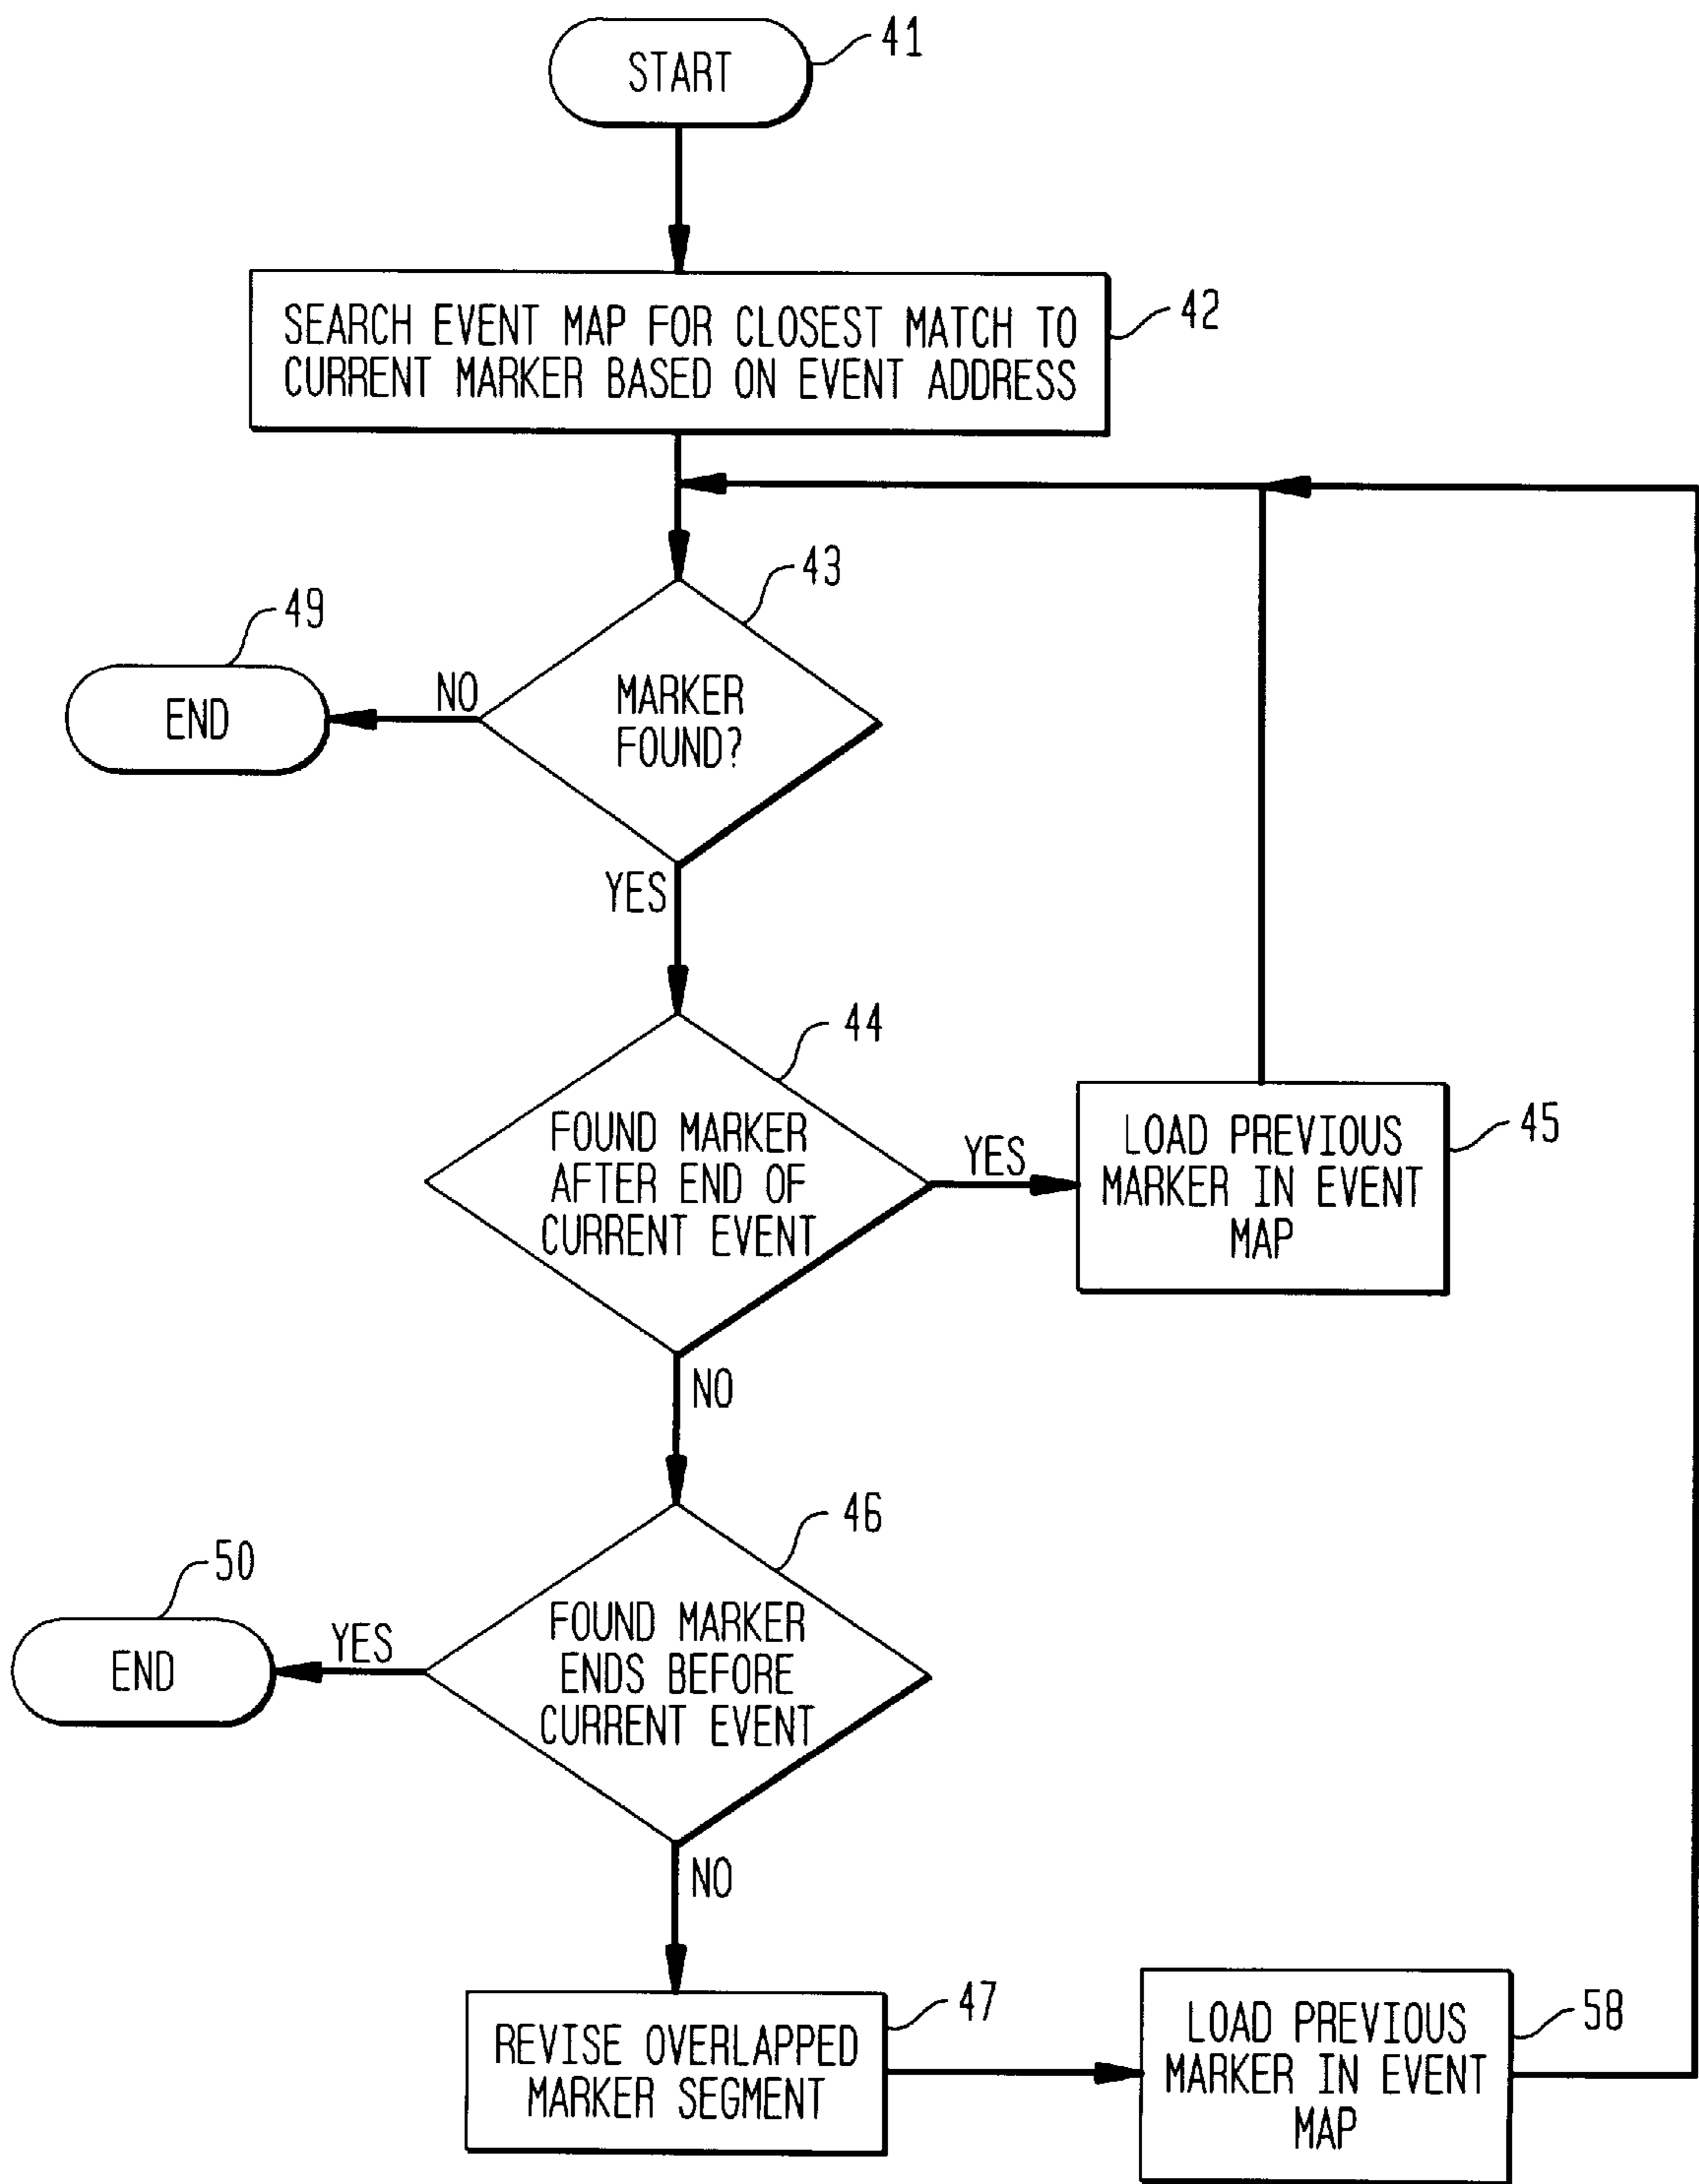 START
41
SEARCH EVENT MAP FOR CLOSEST MATCH TO
CURRENT MARKER BASED ON EVENT ADDRESS
42
43
MARKER
FOUND?
NO
49
END
YES
44
FOUND MARKER
AFTER END OF
CURRENT EVENT
YES
LOAD PREVIOUS
MARKER IN EVENT
MAP
45
NO
46
FOUND MARKER
ENDS BEFORE
CURRENT EVENT
YES
50
END
NO
47
REVISE OVERLAPPED
MARKER SEGMENT
LOAD PREVIOUS
MARKER IN EVENT
MAP
58